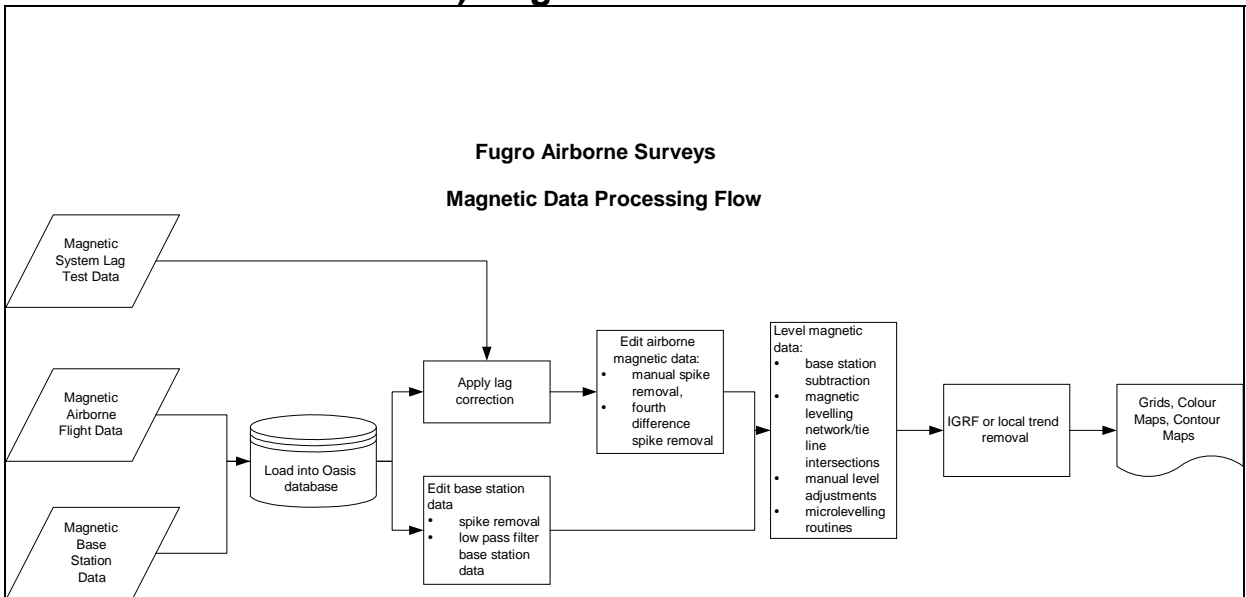 Fugro Airborne Surveys
Magnetic Data Processing Flow
Magnetic
System Lag
Test Data
Magnetic
Airborne
Flight Data
Magnetic
Base
Station
Data
Load into Oasis
database
Apply lag
correction
Edit base station
data
• spike removal
• low pass filter
base station
data
Edit airborne
magnetic data:
• manual spike
removal,
• fourth
difference
spike removal
Level magnetic
data:
• base station
subtraction
• magnetic
levelling
network/tie
line
intersections
• manual level
adjustments
• microlevelling
routines
IGRF or local trend
removal
Grids, Colour
Maps, Contour
Maps